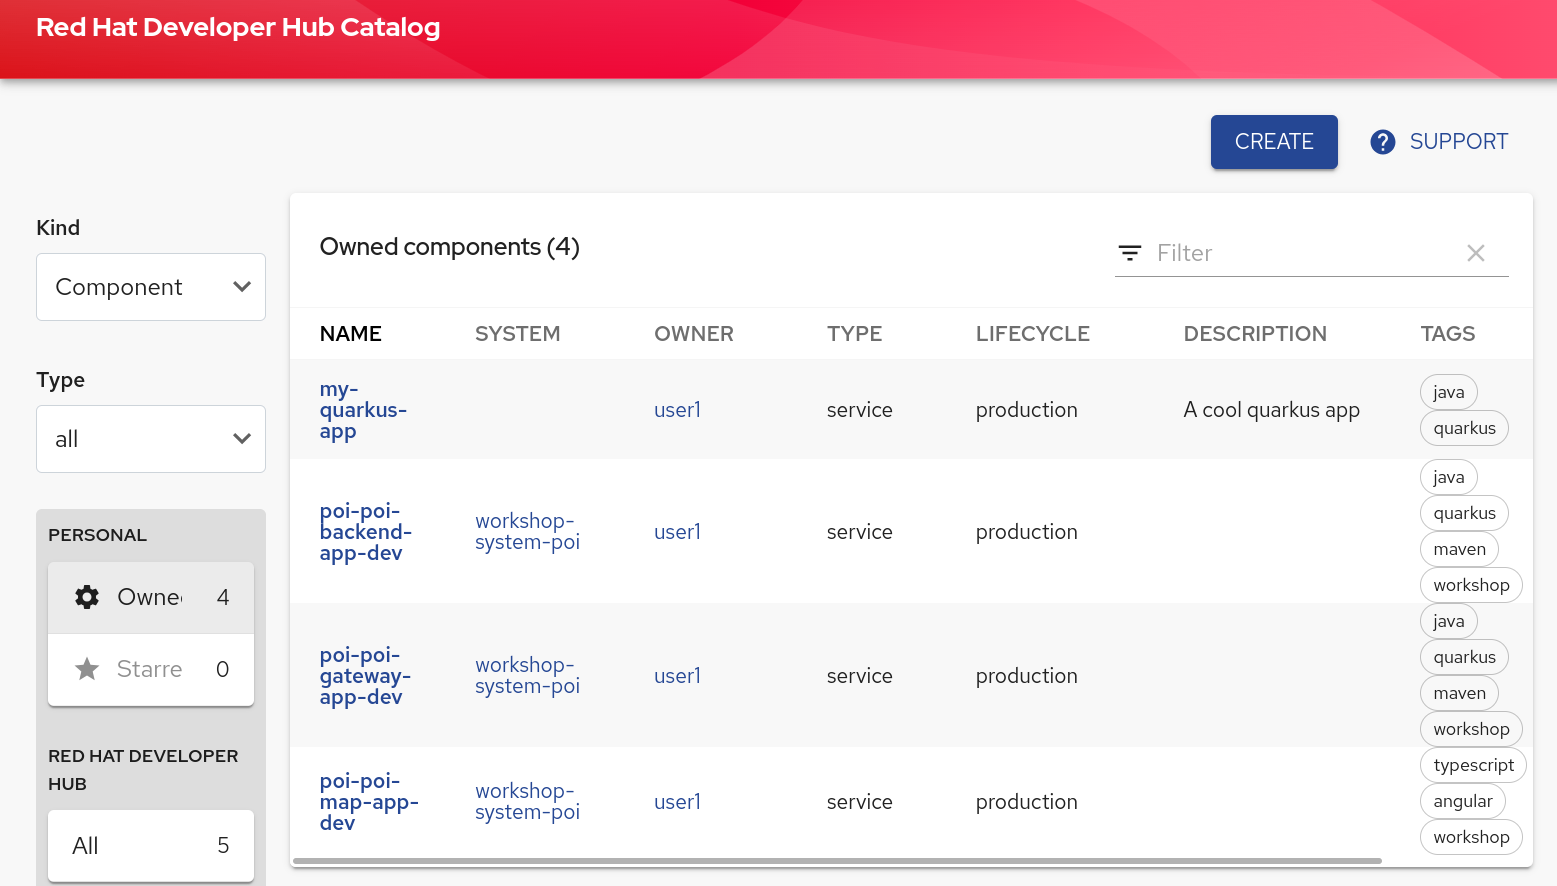 Red Hat Developer Hub Catalog
CREATE
SUPPORT
Kind
Component
Type
all
PERSONAL
Owne 4
Starre 0
RED HAT DEVELOPER
HUB
All 5
Owned components (4)
Filter
NAME SYSTEM OWNER TYPE LIFECYCLE DESCRIPTION TAGS
my-
quarkus-
app
user1 service production A cool quarkus app
java
quarkus
poi-poi-
backend-
app-dev
workshop-
system-poi
user1 service production
java
quarkus
maven
workshop
poi-poi-
gateway-
app-dev
workshop-
system-poi
user1 service production
java
quarkus
maven
workshop
poi-poi-
map-app-
dev
workshop-
system-poi
user1 service production
typescript
angular
workshop